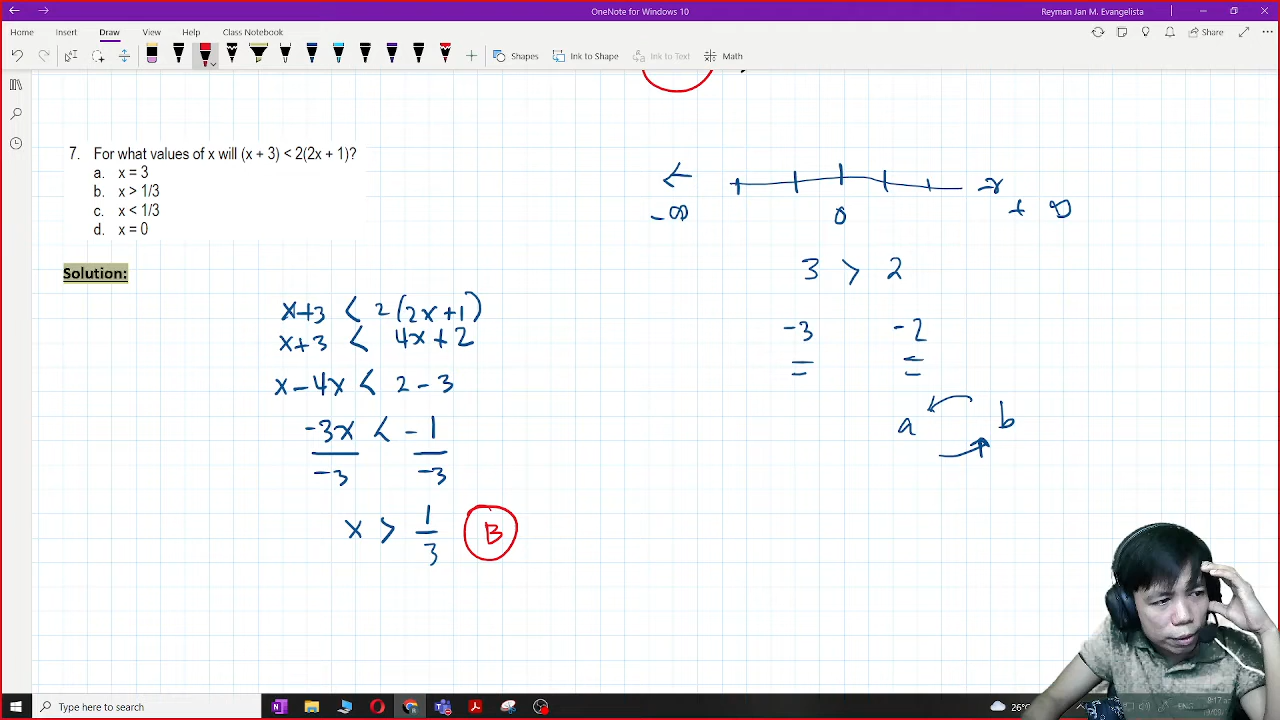 OneNote for Windows 10
Reyman Jan M. Evangelista
Home Insert Draw View Help Class Notebook
Share
Shapes Ink to Shape Ink to Text Math
7. For what values of x will (x + 3) < 2(2x + 1)?
a. x = 3
b. x > 1/3
c. x < 1/3
d. x = 0
Solution:
x+3 < 2(2x+1)
x+3 < 4x+2
x-4x < 2-3
-3x < -1
-3 -3
x > 1/3 B
-∞ 0 + ∞
3 > 2
-3 -2
a b
Type here to search
26°